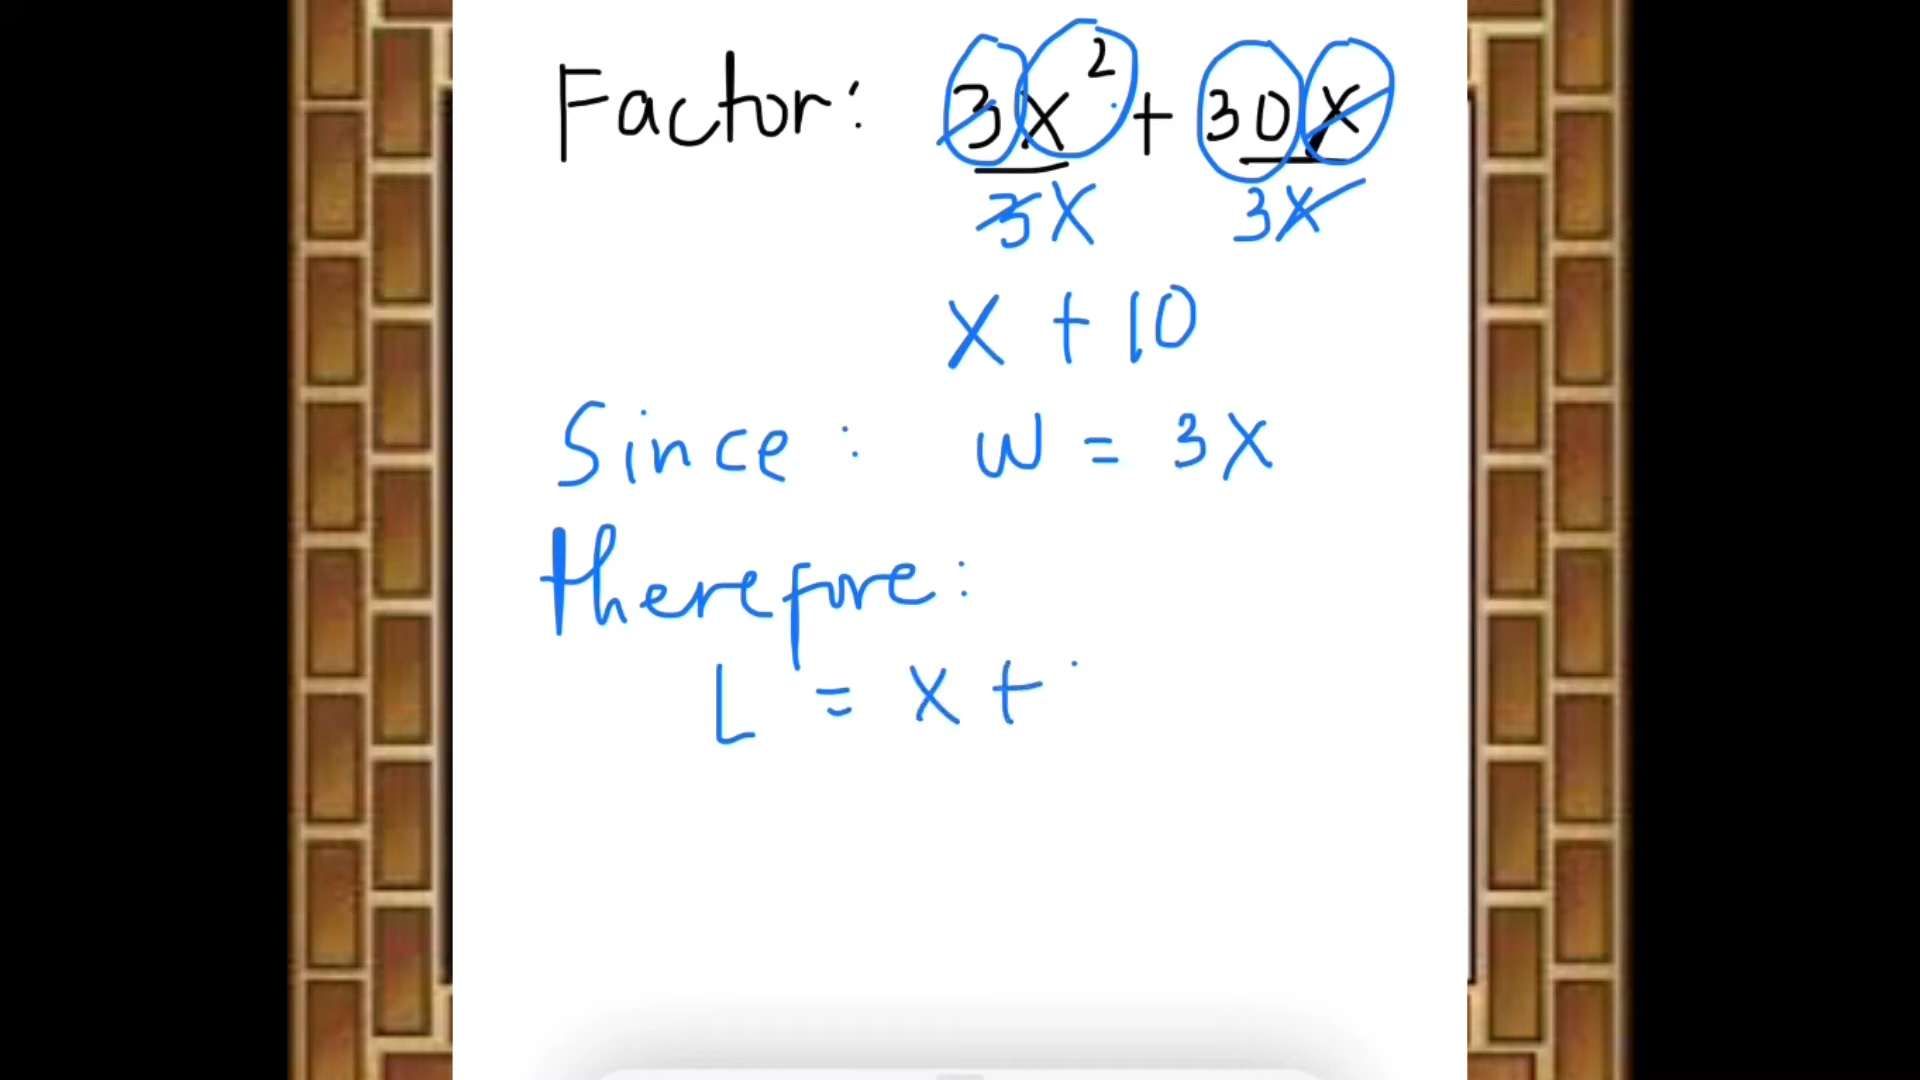 Factor: 3x² + 30x
3x 3x
x + 10
Since: W = 3x
therefore:
L = x +